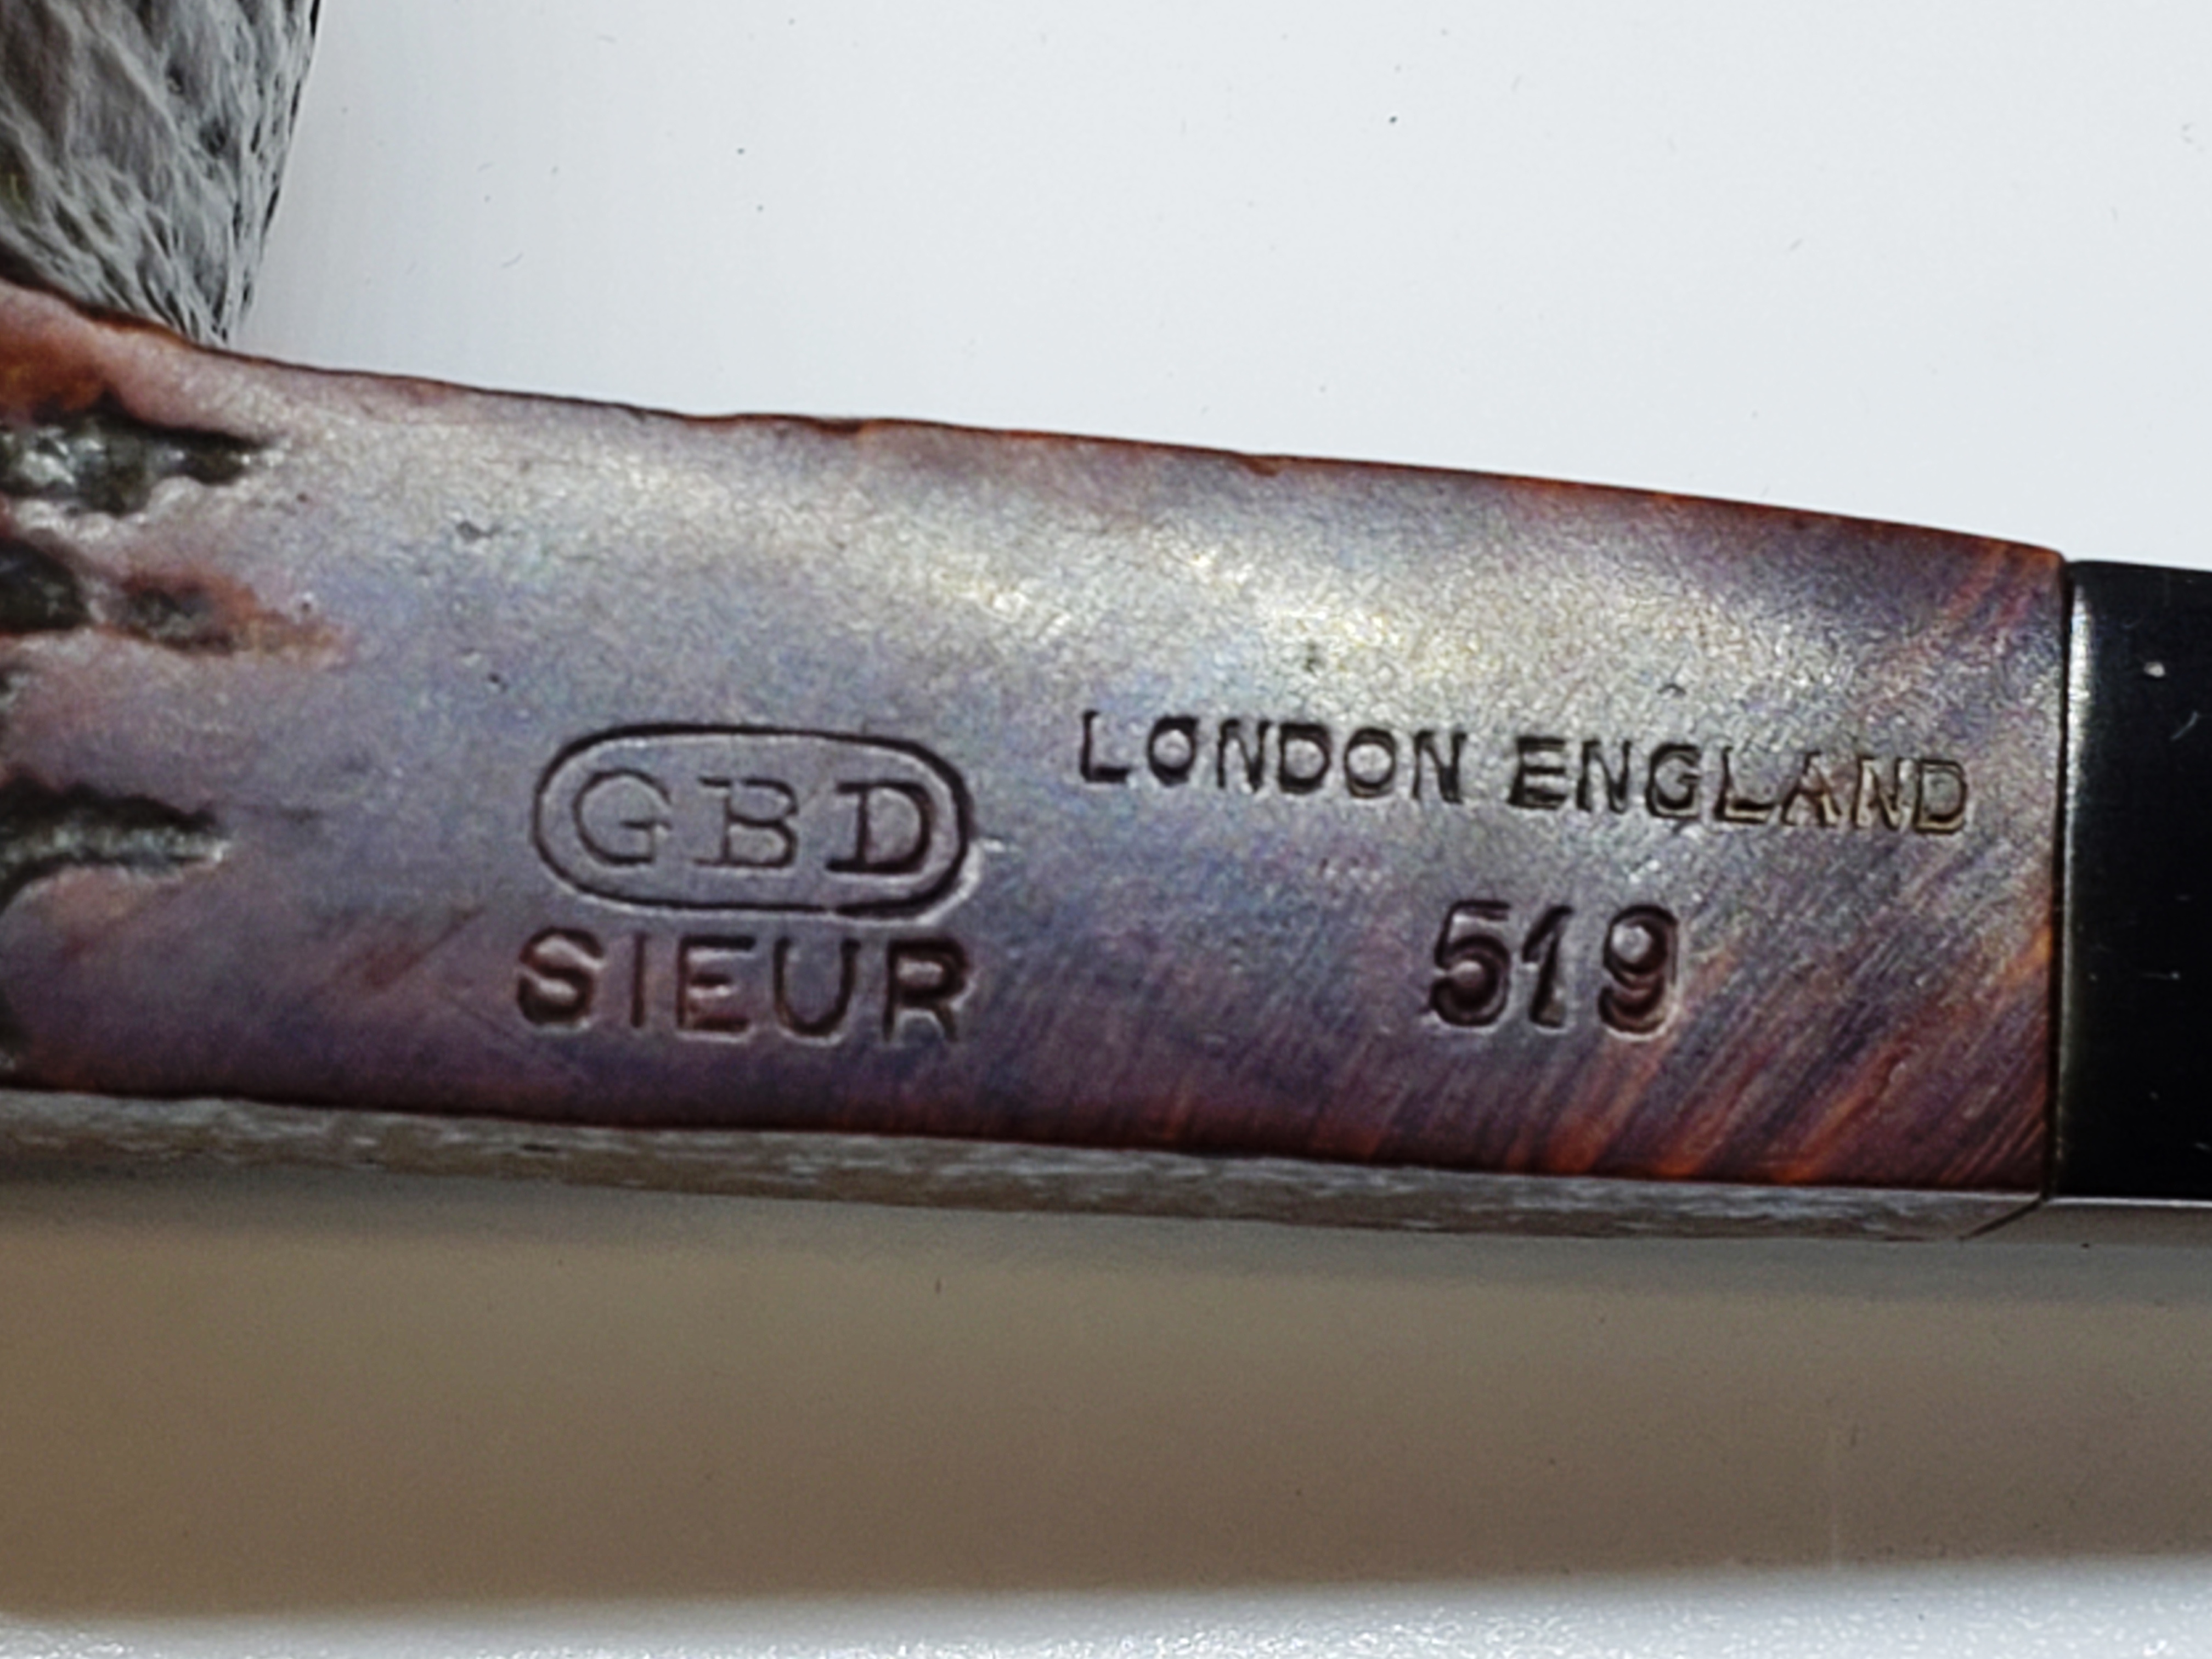 GBD
SIEUR
LONDON ENGLAND
519